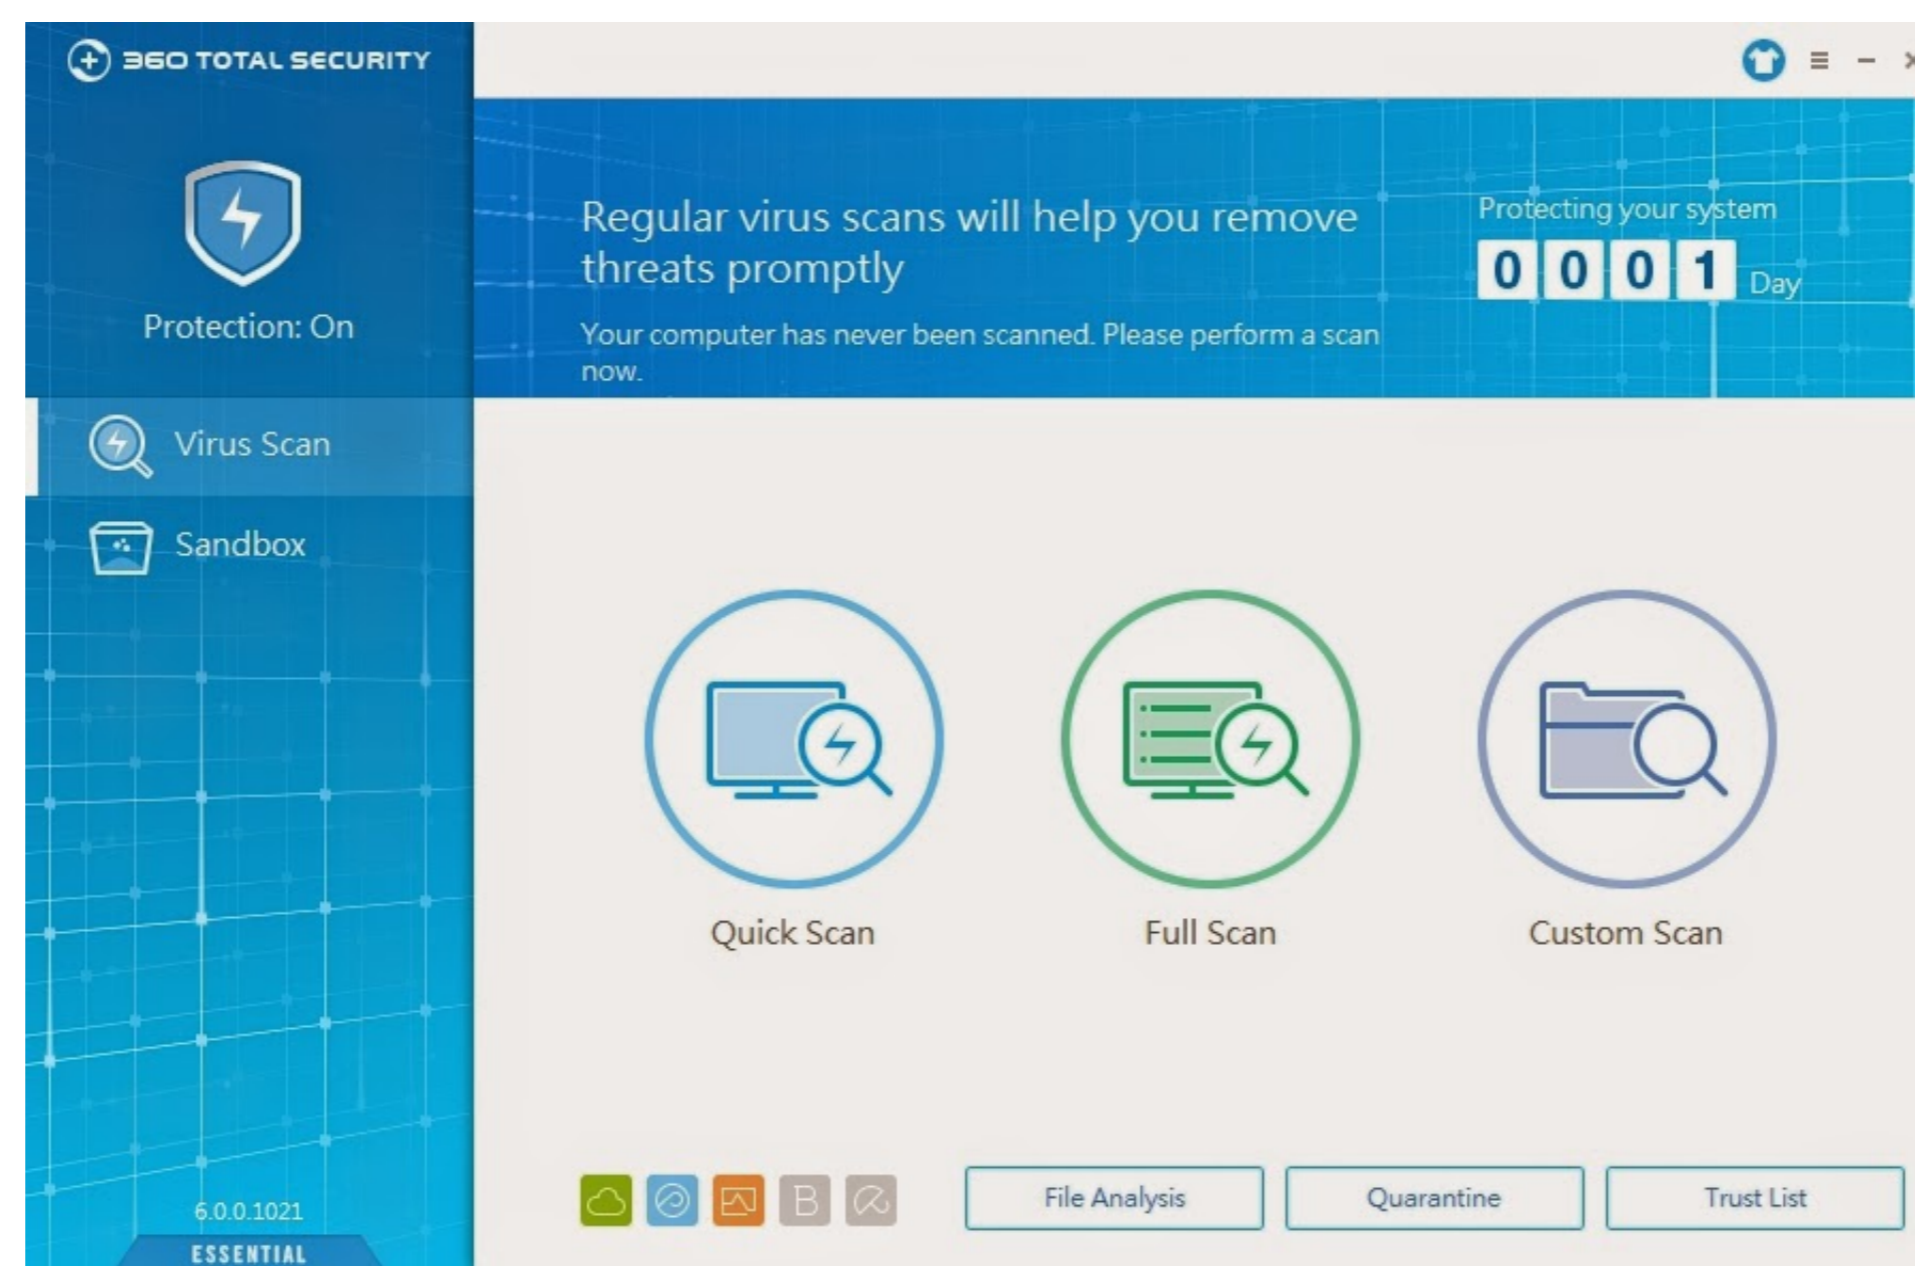 360 TOTAL SECURITY
Protection: On
Virus Scan
Sandbox
6.0.0.1021
ESSENTIAL
Regular virus scans will help you remove
threats promptly
Your computer has never been scanned. Please perform a scan
now.
Protecting your system
0 0 0 1 Day
Quick Scan
Full Scan
Custom Scan
B
File Analysis
Quarantine
Trust List